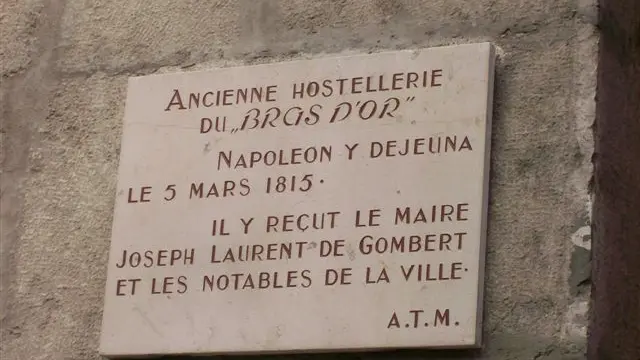 ANCIENNE HOSTELLERIE
DU „BRAS D'OR"
NAPOLEON Y DEJEUNA
LE 5 MARS 1815.
IL Y REÇUT LE MAIRE
JOSEPH LAURENT DE GOMBERT
ET LES NOTABLES DE LA VILLE.
A.T.M.